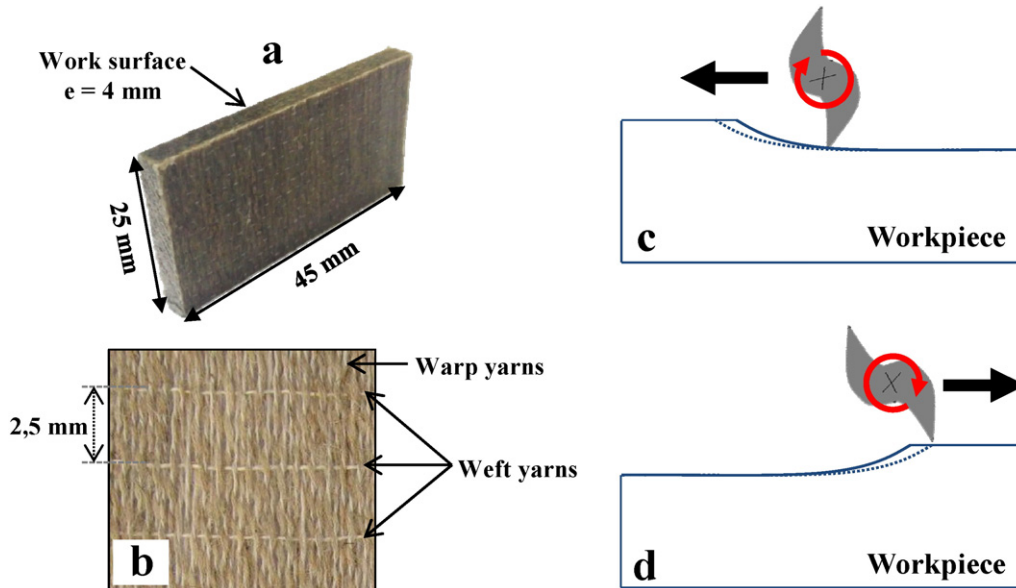 a
Work surface
e = 4 mm
25 mm
45 mm
b
2,5 mm
Warp yarns
Weft yarns
c
Workpiece
d
Workpiece